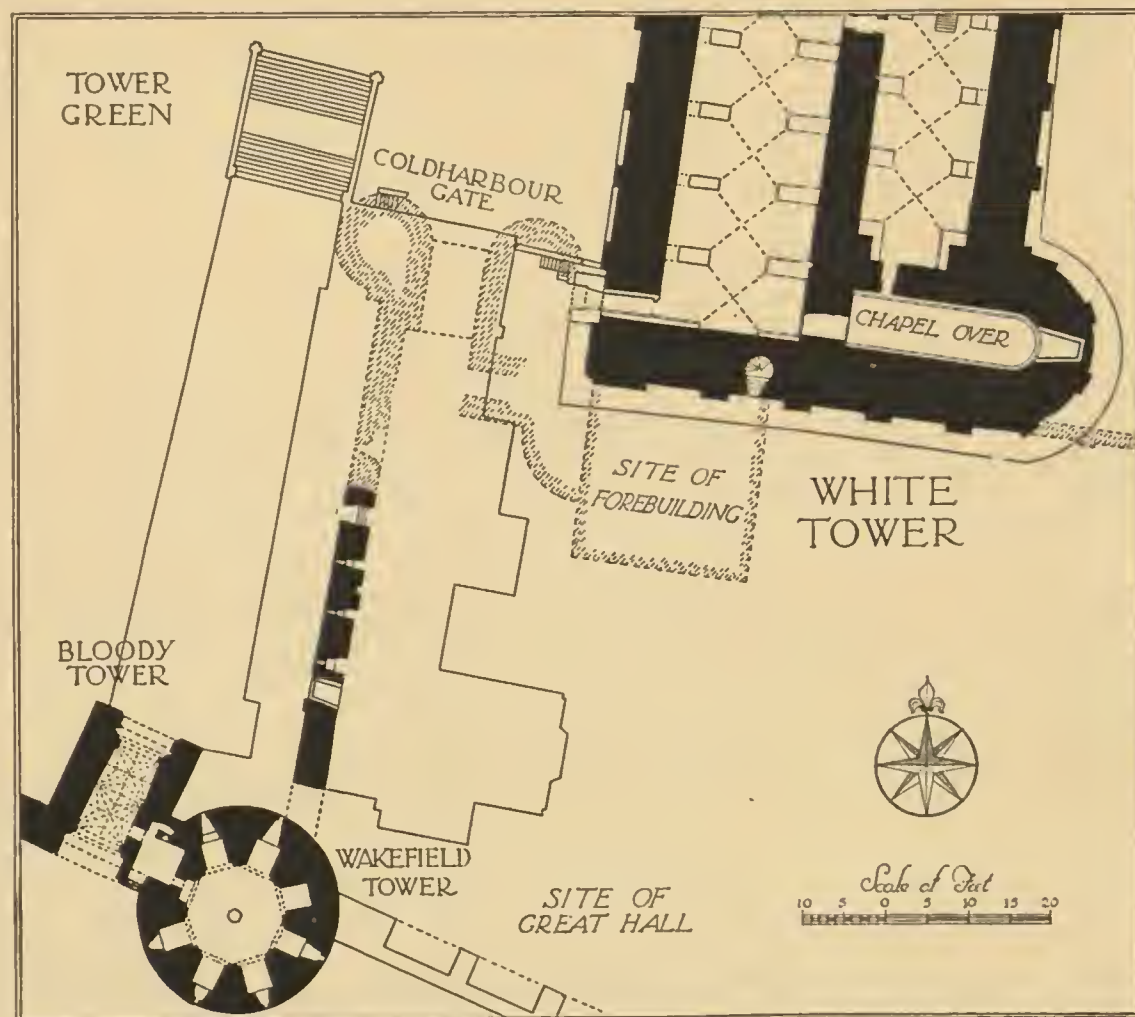 TOWER
GREEN
COLDHARBOUR
GATE
CHAPEL OVER
SITE OF
FOREBUILDING
WHITE
TOWER
BLOODY
TOWER
WAKEFIELD
TOWER
SITE OF
GREAT HALL
Scale of Feet
10 5 0 5 10 15 20